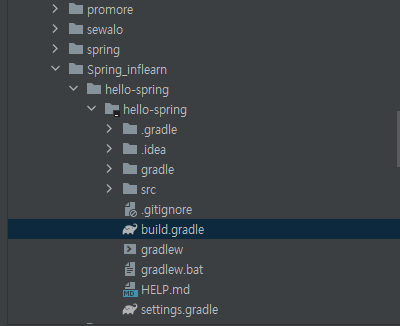 promore
sewalo
spring
Spring_inflearn
hello-spring
hello-spring
.gradle
.idea
gradle
src
.gitignore
build.gradle
gradlew
gradlew.bat
MD HELP.md
settings.gradle